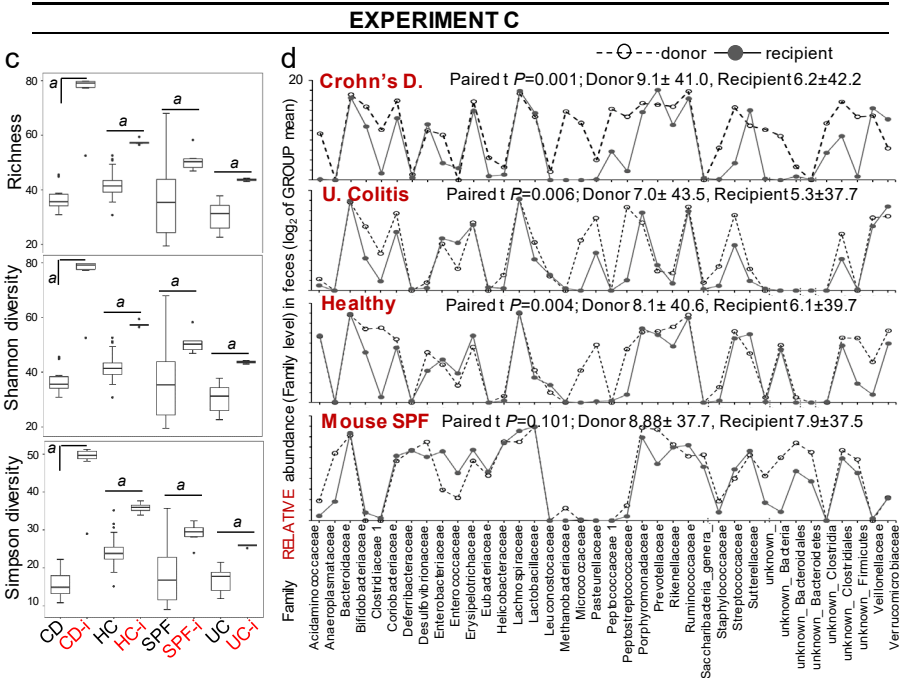 EXPERIMENT C
c
Richness
80
60
40
20
a
a
a
a
Shannon diversity
80
60
40
20
a
a
a
a
Simpson diversity
50
40
30
20
10
a
a
a
a
CD
CD-i
HC
HC-i
SPF
SPF-i
UC
UC-i
d
donor
recipient
20
Crohn's D.
Paired t P=0.001; Donor 9.1± 41.0, Recipient 6.2±42.2
U. Colitis
Paired t P=0.006; Donor 7.0± 43.5, Recipient 5.3±37.7
Healthy
Paired t P=0.004; Donor 8.1± 40.6, Recipient 6.1±39.7
Mouse SPF
Paired t P=0.101; Donor 8.88± 37.7, Recipient 7.9±37.5
RELATIVE abundance (Family level) in feces (log2 of GROUP mean)
Family
Acidaminococcaceae
Anaeroplasmataceae
Bacteroidaceae
Bifidobacteriaceae
Clostridiaceae 1
Coriobacteriaceae
Deferribacteraceae
Desulfovibrionaceae
Enterobacteriaceae
Enterococcaceae
Erysipelotrichaceae
Eubacteriaceae
Helicobacteraceae
Lachnospiraceae
Lactobacillaceae
Leuconostocaceae
Methanobacteriaceae
Micrococcaceae
Pasteurellaceae
Peptococcaceae 1
Peptostreptococcaceae
Porphyromonadaceae
Prevotellaceae
Rikenellaceae
Ruminococcaceae
Saccharibacteria_genera_
Staphylococcaceae
Streptococcaceae
Sutterellaceae
unknown_
unknown_Bacteria
unknown_Bacteroidales
unknown_Bacteroidetes
unknown_Clostridia
unknown_Clostridiales
unknown_Firmicutes
Veillonellaceae
Verrucomicrobiaceae